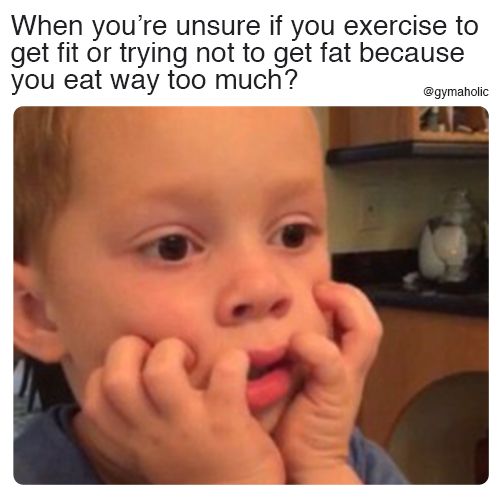 When you’re unsure if you exercise to
get fit or trying not to get fat because
you eat way too much?
@gymaholic